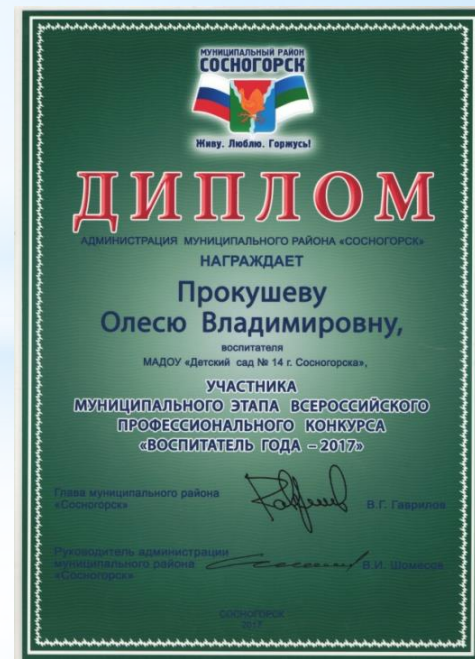 МУНИЦИПАЛЬНЫЙ РАЙОН
СОСНОГОРСК
Живу. Люблю. Горжусь!
ДИПЛОМ
АДМИНИСТРАЦИЯ МУНИЦИПАЛЬНОГО РАЙОНА «СОСНОГОРСК»
НАГРАЖДАЕТ
Прокушеву
Олесю Владимировну,
воспитателя
МАДОУ «Детский сад № 14 г. Сосногорска»,
УЧАСТНИКА
МУНИЦИПАЛЬНОГО ЭТАПА ВСЕРОССИЙСКОГО
ПРОФЕССИОНАЛЬНОГО КОНКУРСА
«ВОСПИТАТЕЛЬ ГОДА – 2017»
Глава муниципального района
«Сосногорск»
В.Г. Гаврилов
Руководитель администрации
муниципального района
«Сосногорск»
В.И. Шомесов
СОСНОГОРСК
2017